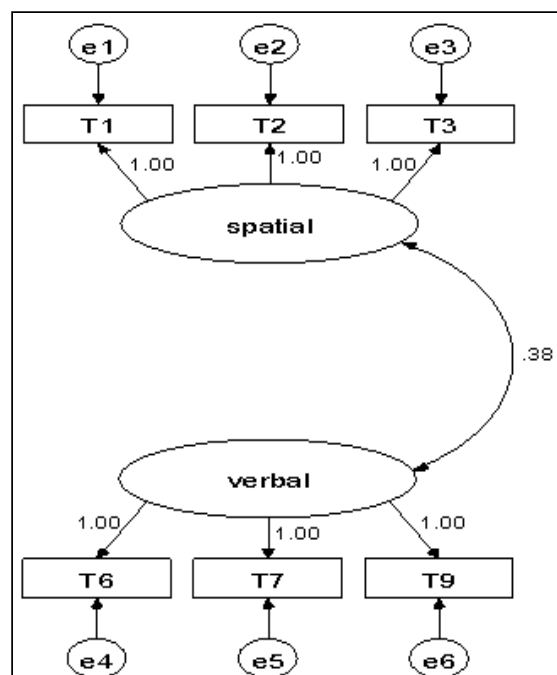 e1 e2 e3
T1 T2 T3
1.00 1.00 1.00
spatial
.38
verbal
1.00 1.00 1.00
T6 T7 T9
e4 e5 e6